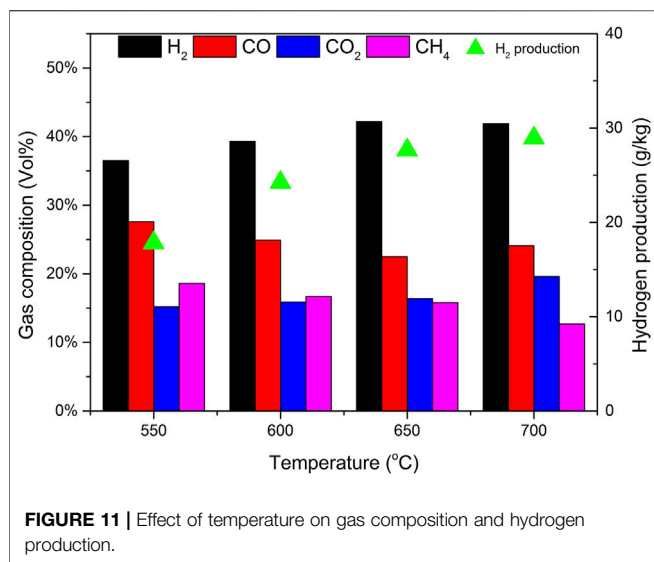 H2 CO CO2 CH4 H2 production
50%
40%
30%
20%
10%
0%
Gas composition (Vol%)
40
30
20
10
0
Hydrogen production (g/kg)
550 600 650 700
Temperature (°C)
FIGURE 11 | Effect of temperature on gas composition and hydrogen
production.